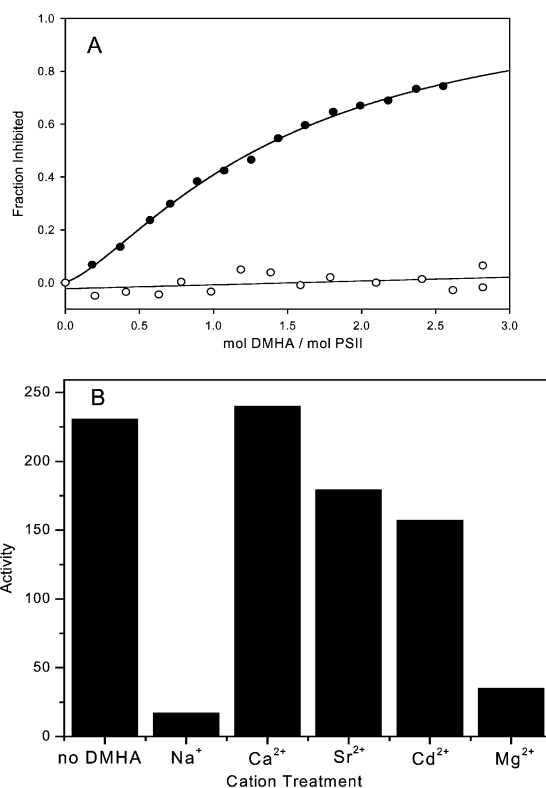 A
1.0
0.8
0.6
0.4
0.2
0.0
Fraction Inhibited
0.0 0.5 1.0 1.5 2.0 2.5 3.0
mol DMHA / mol PSII
B
250
200
150
100
50
0
Activity
no DMHA Na⁺ Ca²⁺ Sr²⁺ Cd²⁺ Mg²⁺
Cation Treatment